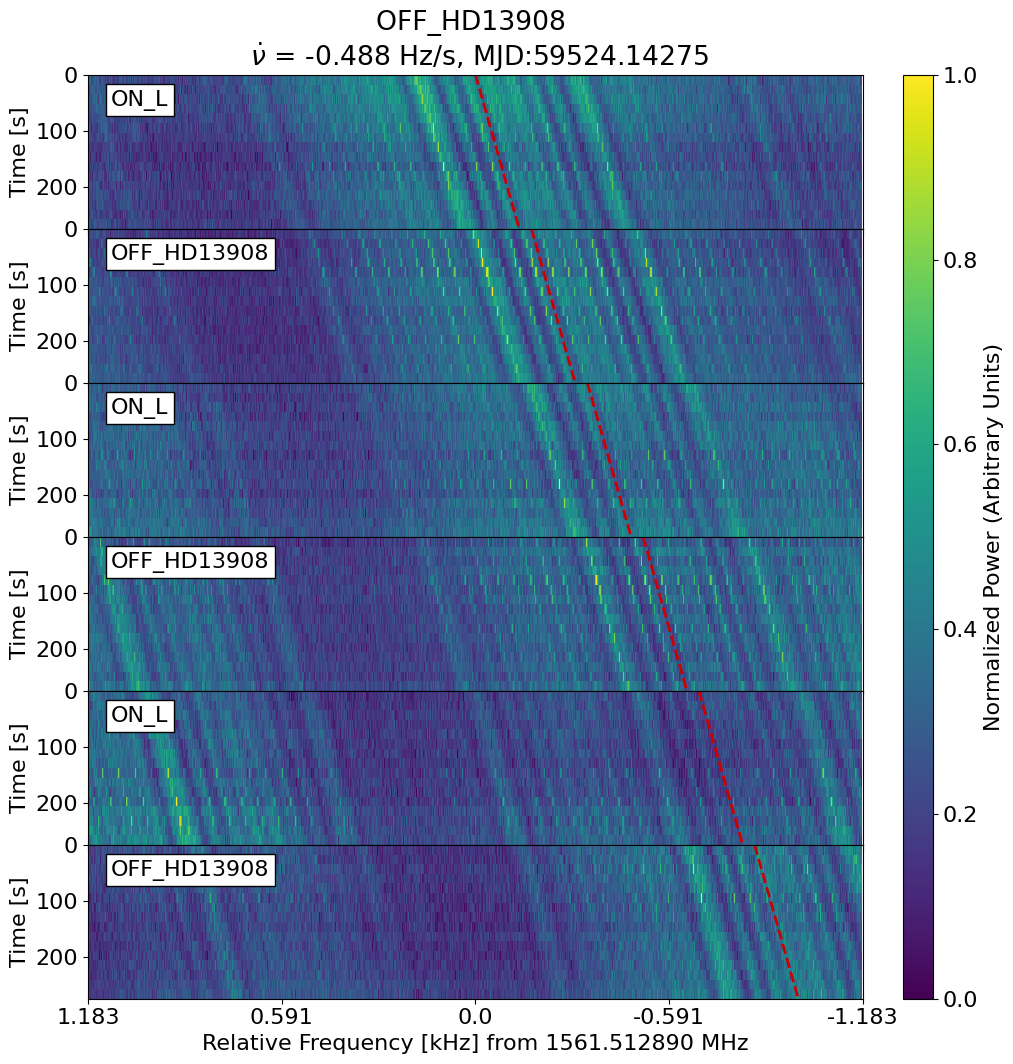 OFF_HD13908
ν̇ = -0.488 Hz/s, MJD:59524.14275
0
100
200
Time [s]
ON_L
0
100
200
Time [s]
OFF_HD13908
0
100
200
Time [s]
ON_L
0
100
200
Time [s]
OFF_HD13908
0
100
200
Time [s]
ON_L
0
100
200
Time [s]
OFF_HD13908
1.183 0.591 0.0 -0.591 -1.183
Relative Frequency [kHz] from 1561.512890 MHz
1.0
0.8
0.6
0.4
0.2
0.0
Normalized Power (Arbitrary Units)